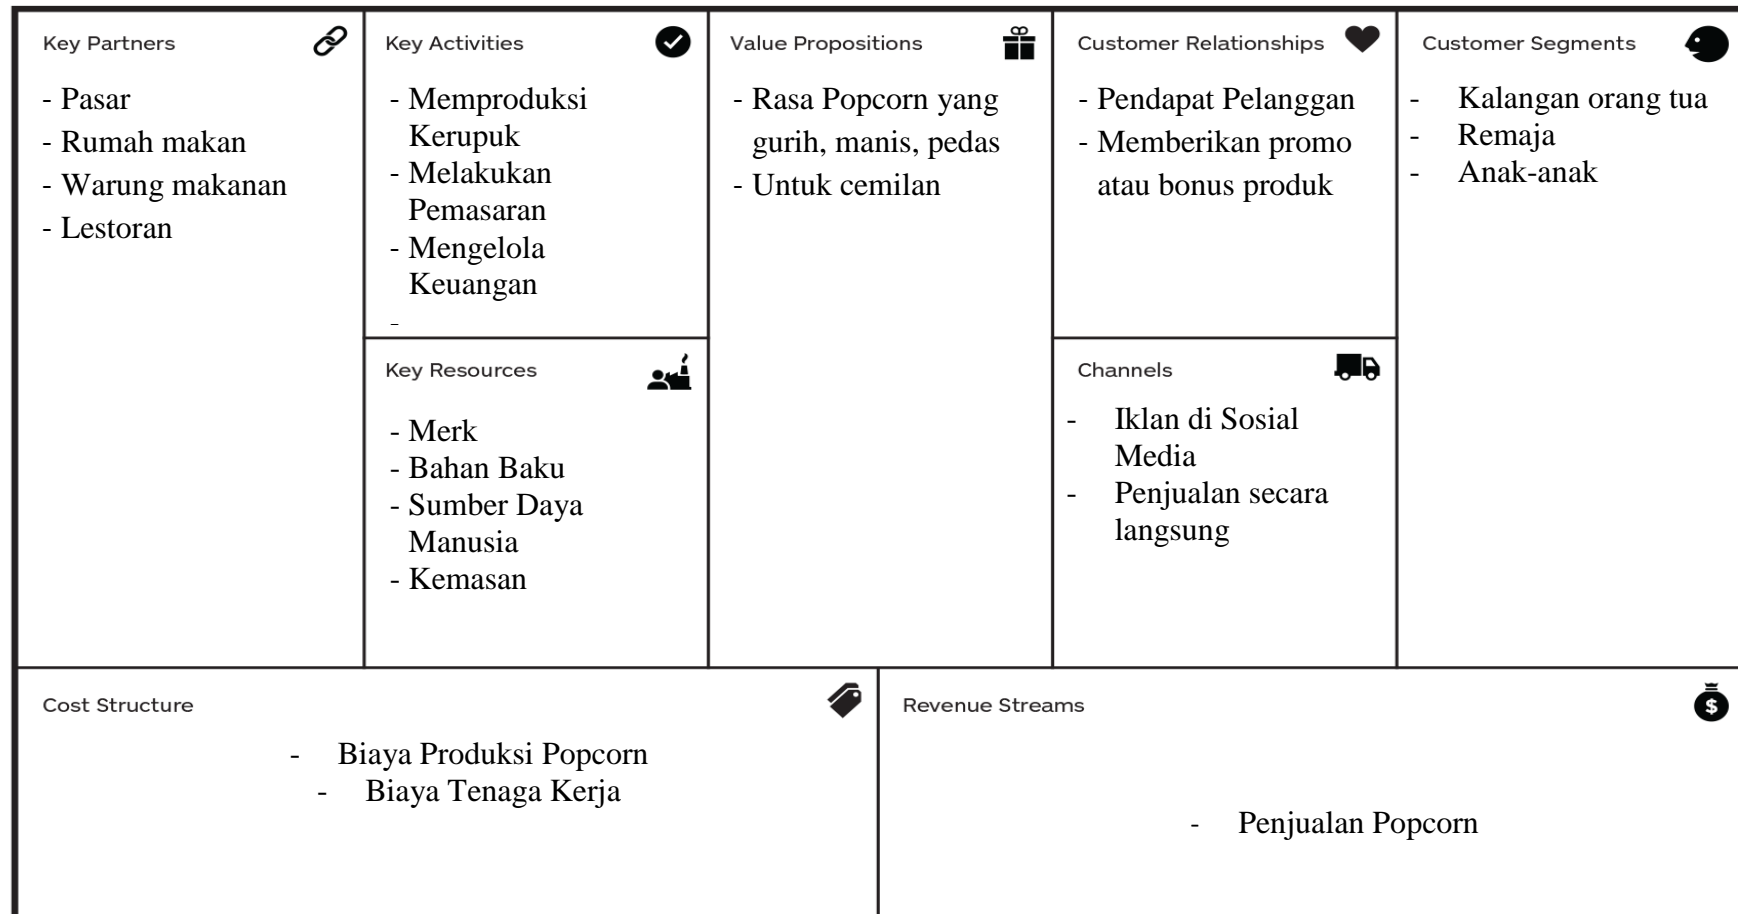 Key Partners
- Pasar
- Rumah makan
- Warung makanan
- Lestoran
Key Activities
- Memproduksi
Kerupuk
- Melakukan
Pemasaran
- Mengelola
Keuangan
-
Key Resources
- Merk
- Bahan Baku
- Sumber Daya
Manusia
- Kemasan
Value Propositions
- Rasa Popcorn yang
gurih, manis, pedas
- Untuk cemilan
Customer Relationships
- Pendapat Pelanggan
- Memberikan promo
atau bonus produk
Channels
- Iklan di Sosial
Media
- Penjualan secara
langsung
Customer Segments
- Kalangan orang tua
- Remaja
- Anak-anak
Cost Structure
- Biaya Produksi Popcorn
- Biaya Tenaga Kerja
Revenue Streams
$
- Penjualan Popcorn